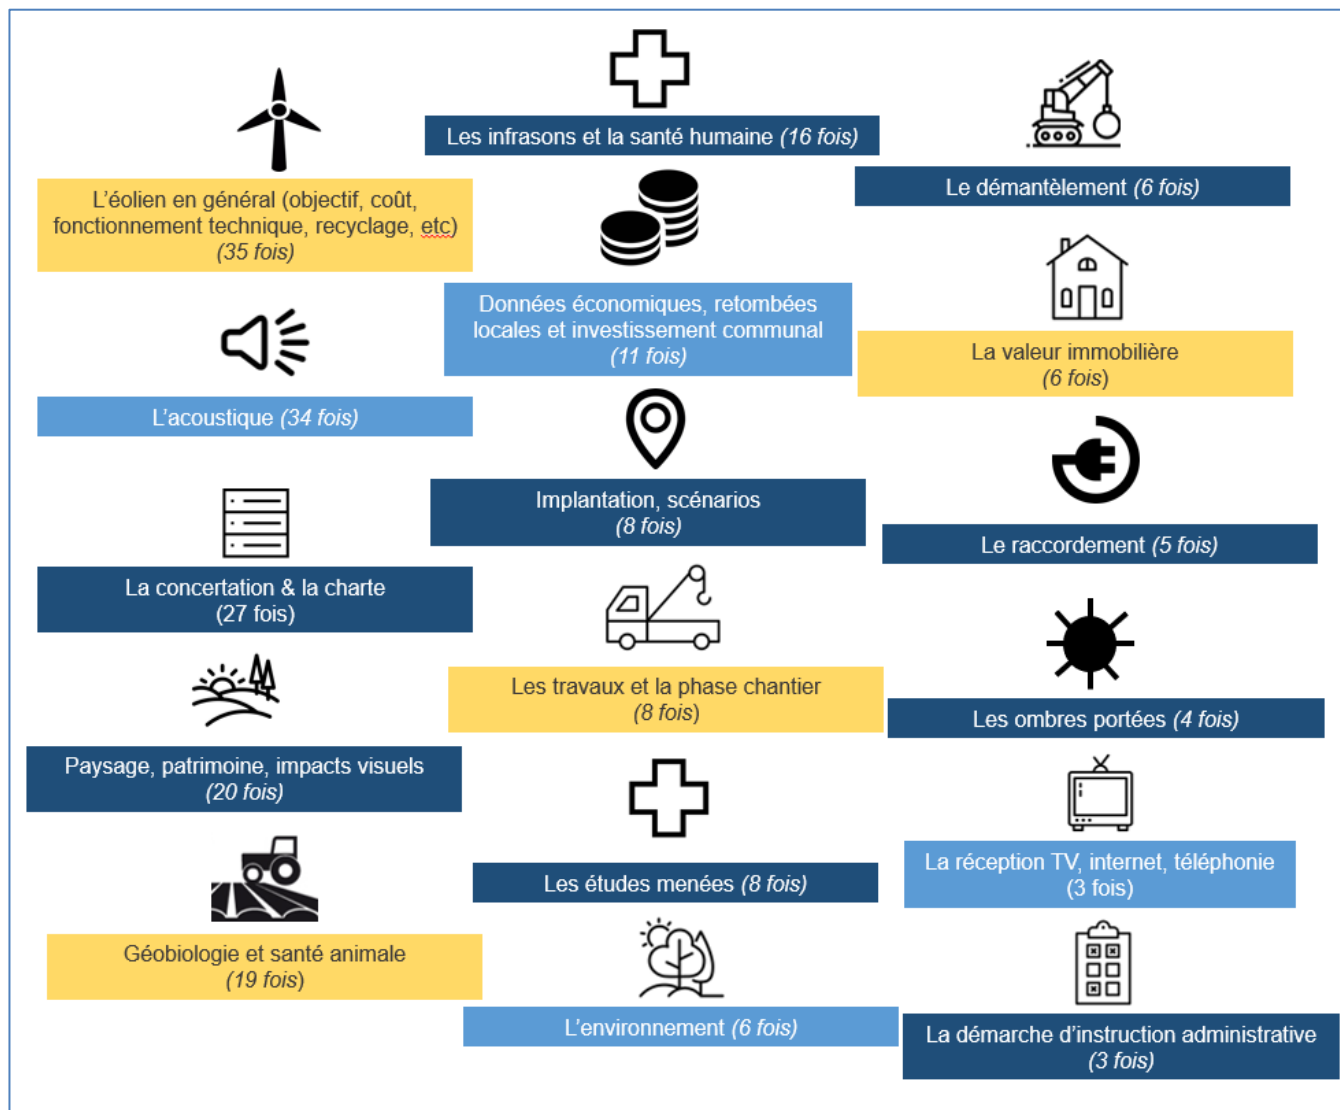 L'éolien en général (objectif, coût,
fonctionnement technique, recyclage, etc)
(35 fois)
L'acoustique (34 fois)
La concertation & la charte
(27 fois)
Paysage, patrimoine, impacts visuels
(20 fois)
Géobiologie et santé animale
(19 fois)
Les infrasons et la santé humaine (16 fois)
Données économiques, retombées
locales et investissement communal
(11 fois)
Implantation, scénarios
(8 fois)
Les travaux et la phase chantier
(8 fois)
Les études menées (8 fois)
L'environnement (6 fois)
Le démantèlement (6 fois)
La valeur immobilière
(6 fois)
Le raccordement (5 fois)
Les ombres portées (4 fois)
La réception TV, internet, téléphonie
(3 fois)
La démarche d'instruction administrative
(3 fois)